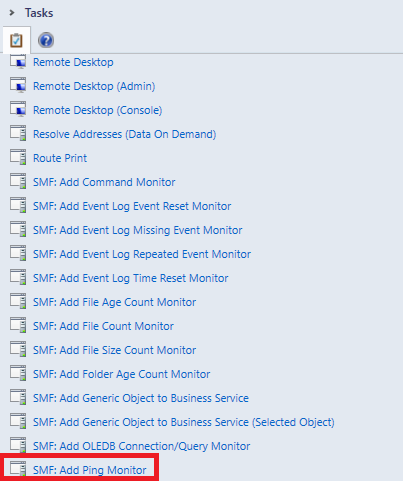 Tasks
Remote Desktop
Remote Desktop (Admin)
Remote Desktop (Console)
Resolve Addresses (Data On Demand)
Route Print
SMF: Add Command Monitor
SMF: Add Event Log Event Reset Monitor
SMF: Add Event Log Missing Event Monitor
SMF: Add Event Log Repeated Event Monitor
SMF: Add Event Log Time Reset Monitor
SMF: Add File Age Count Monitor
SMF: Add File Count Monitor
SMF: Add File Size Count Monitor
SMF: Add Folder Age Count Monitor
SMF: Add Generic Object to Business Service
SMF: Add Generic Object to Business Service (Selected Object)
SMF: Add OLEDB Connection/Query Monitor
SMF: Add Ping Monitor